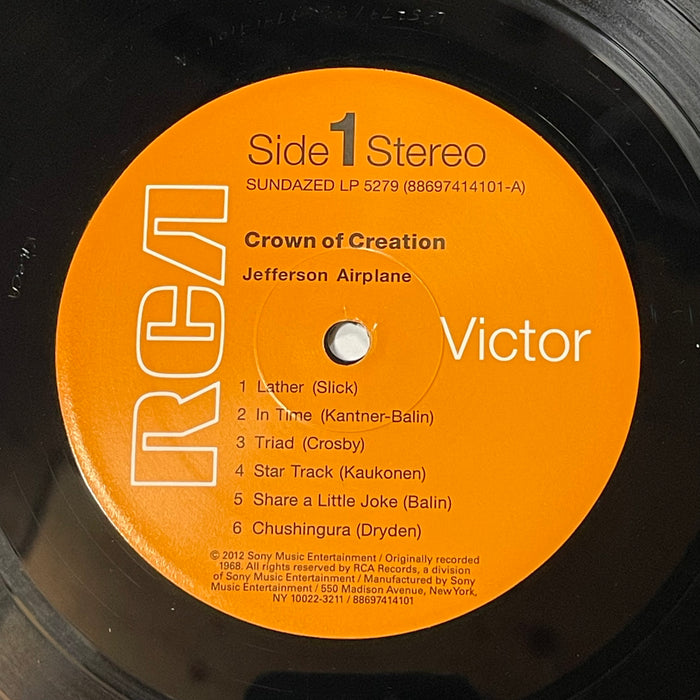 Side 1 Stereo
SUNDAZED LP 5279 (88697414101-A)
Crown of Creation
Jefferson Airplane
RCA
Victor
1 Lather (Slick)
2 In Time (Kantner-Balin)
3 Triad (Crosby)
4 Star Track (Kaukonen)
5 Share a Little Joke (Balin)
6 Chushingura (Dryden)
© 2012 Sony Music Entertainment / Originally recorded
1968. All rights reserved by RCA Records, a division
of Sony Music Entertainment / Manufactured by Sony
Music Entertainment / 550 Madison Avenue, New York,
NY 10022-3211 / 88697414101